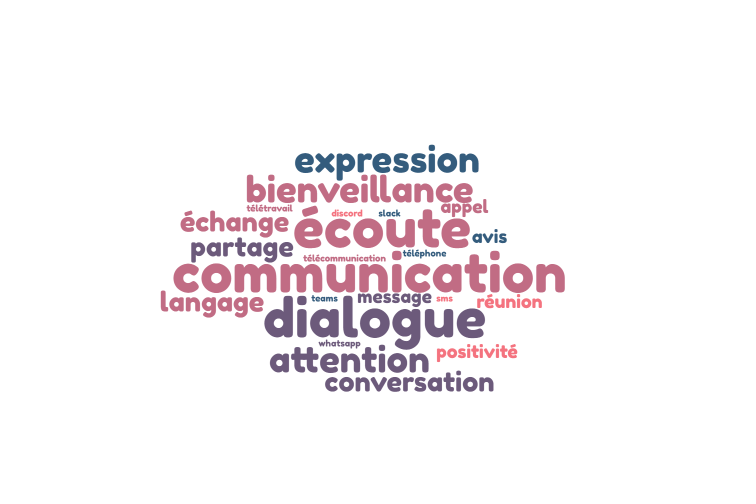 expression
bienveillance
télétravail discord slack appel
échange écoute avis
partage téléphone
télécommunication
communication
langage teams message sms réunion
dialogue
whatsapp
attention positivité
conversation